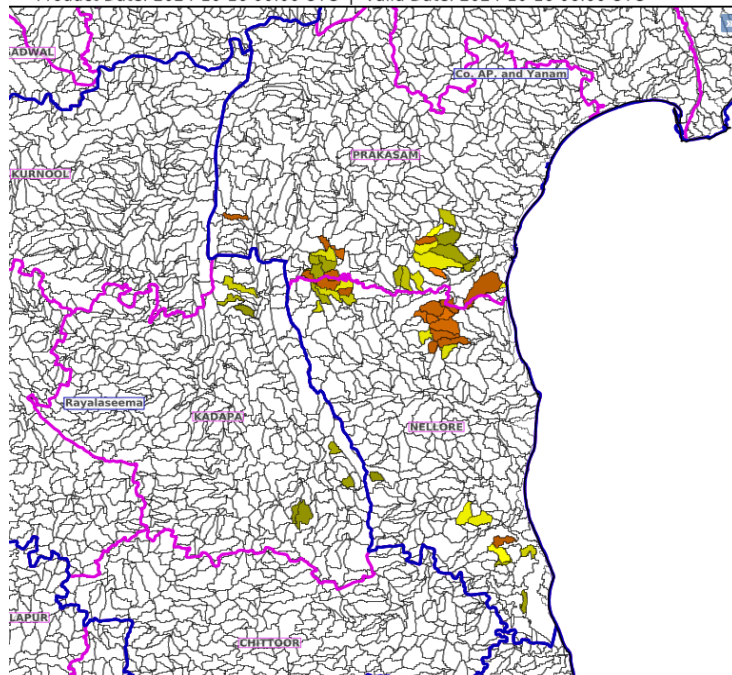 ADWAL
Co. AP. and Yanam
PRAKASAM
KURNOOL
Rayalaseema
KADAPA
NELLORE
LAPUR
CHITTOOR